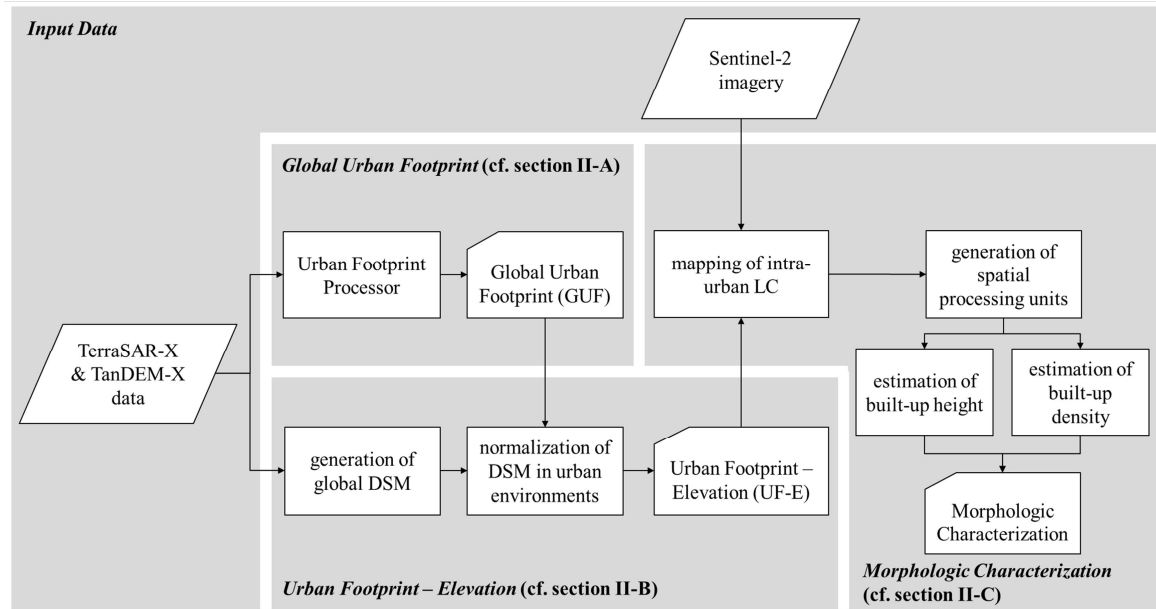 Input Data
Sentinel-2
imagery
Global Urban Footprint (cf. section II-A)
Urban Footprint
Processor
Global Urban
Footprint (GUF)
mapping of intra-
urban LC
generation of
spatial
processing units
TerraSAR-X
& TanDEM-X
data
estimation of
built-up height
estimation of
built-up
density
generation of
global DSM
normalization of
DSM in urban
environments
Urban Footprint –
Elevation (UF-E)
Morphologic
Characterization
Urban Footprint – Elevation (cf. section II-B)
Morphologic Characterization
(cf. section II-C)